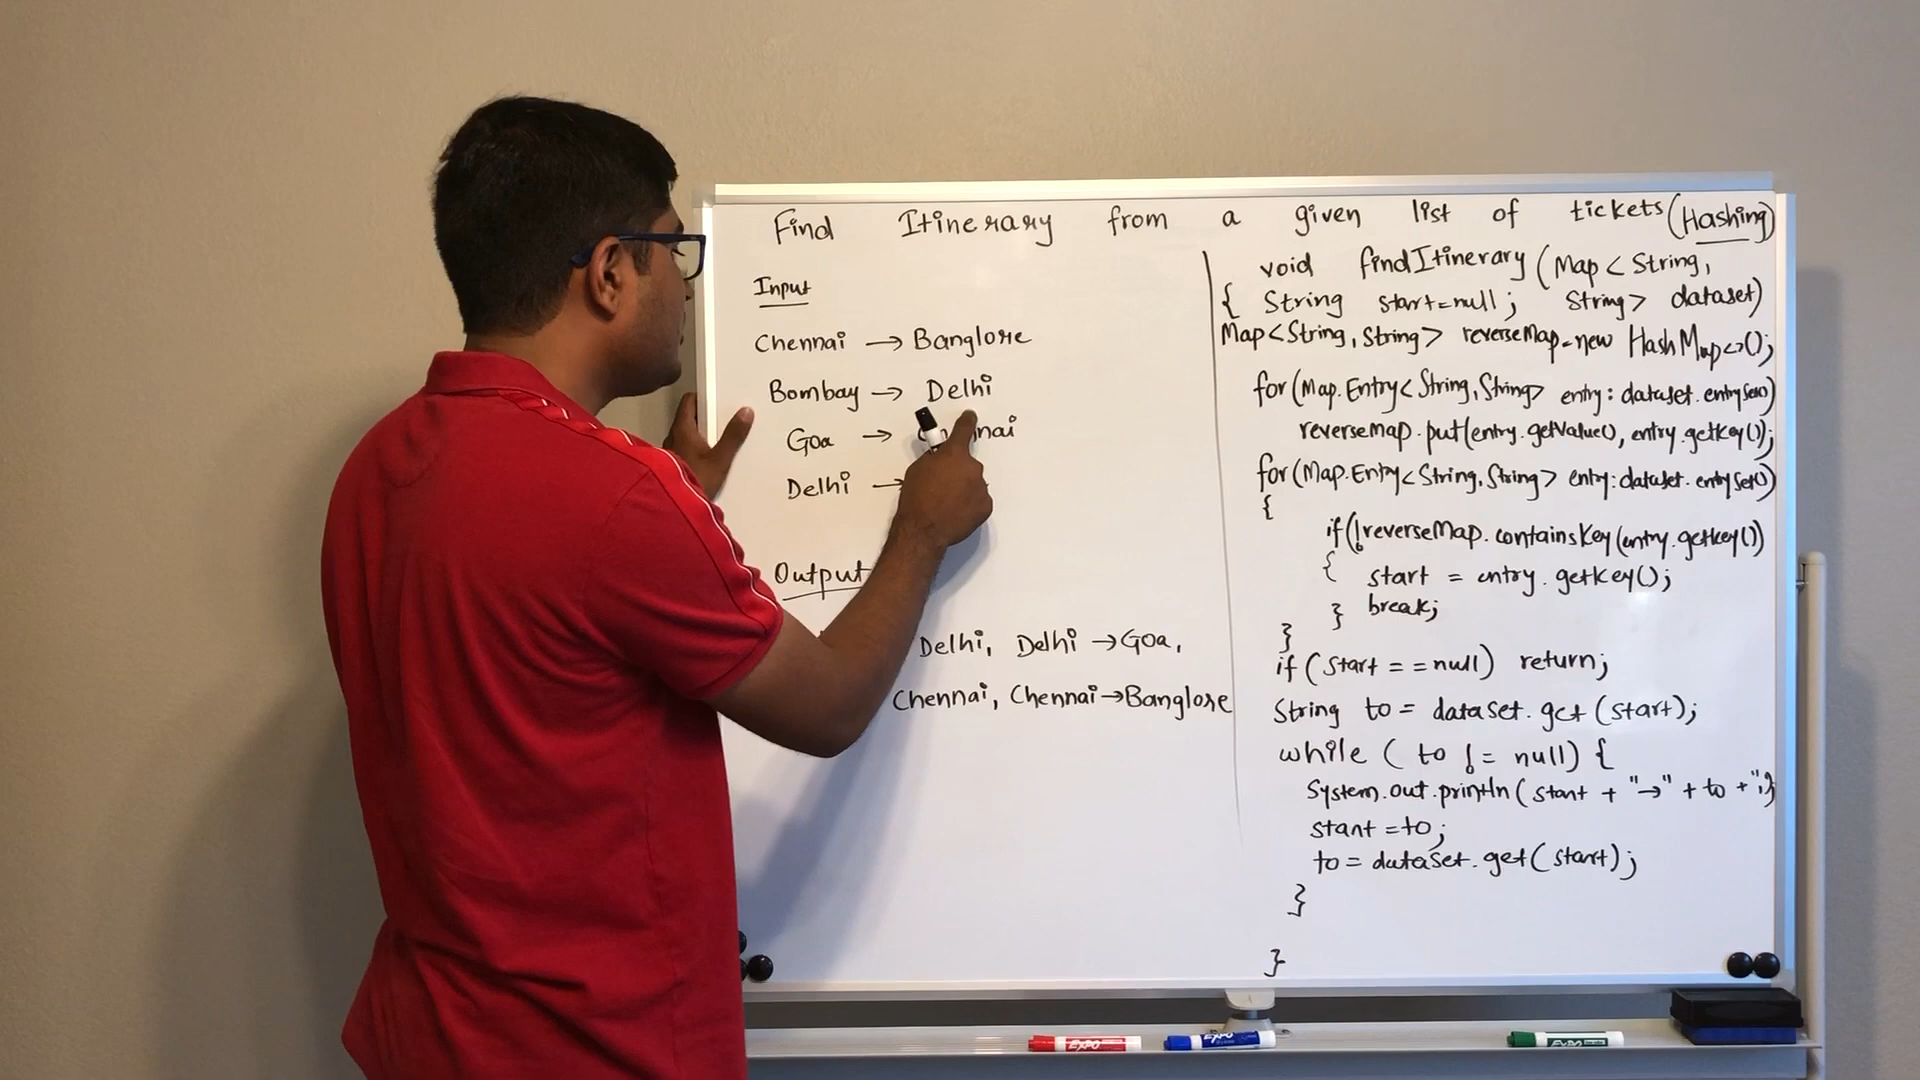 Find Itinerary from a given list of tickets (Hashing)
Input
Chennai → Banglore
Bombay → Delhi
Goa →
Delhi →
Output
Delhi, Delhi → Goa,
Chennai, Chennai → Banglore
void findItinerary (Map < String,
{ String start = null; String > dataset)
Map < String, String > reverseMap = new HashMap<>();
for (Map.Entry < String, String > entry : dataset.entrySet())
reverseMap.put(entry.getValue(), entry.getKey());
for (Map.Entry < String, String > entry : dataset.entrySet())
{
if (!reverseMap.containsKey(entry.getKey())
{ start = entry.getKey();
} break;
}
if (start == null) return;
String to = dataset.get(start);
while ( to != null) {
System.out.println( start + "→" + to + ",");
start = to;
to = dataset.get( start);
}
}
EXPO
EXPO
EXPO